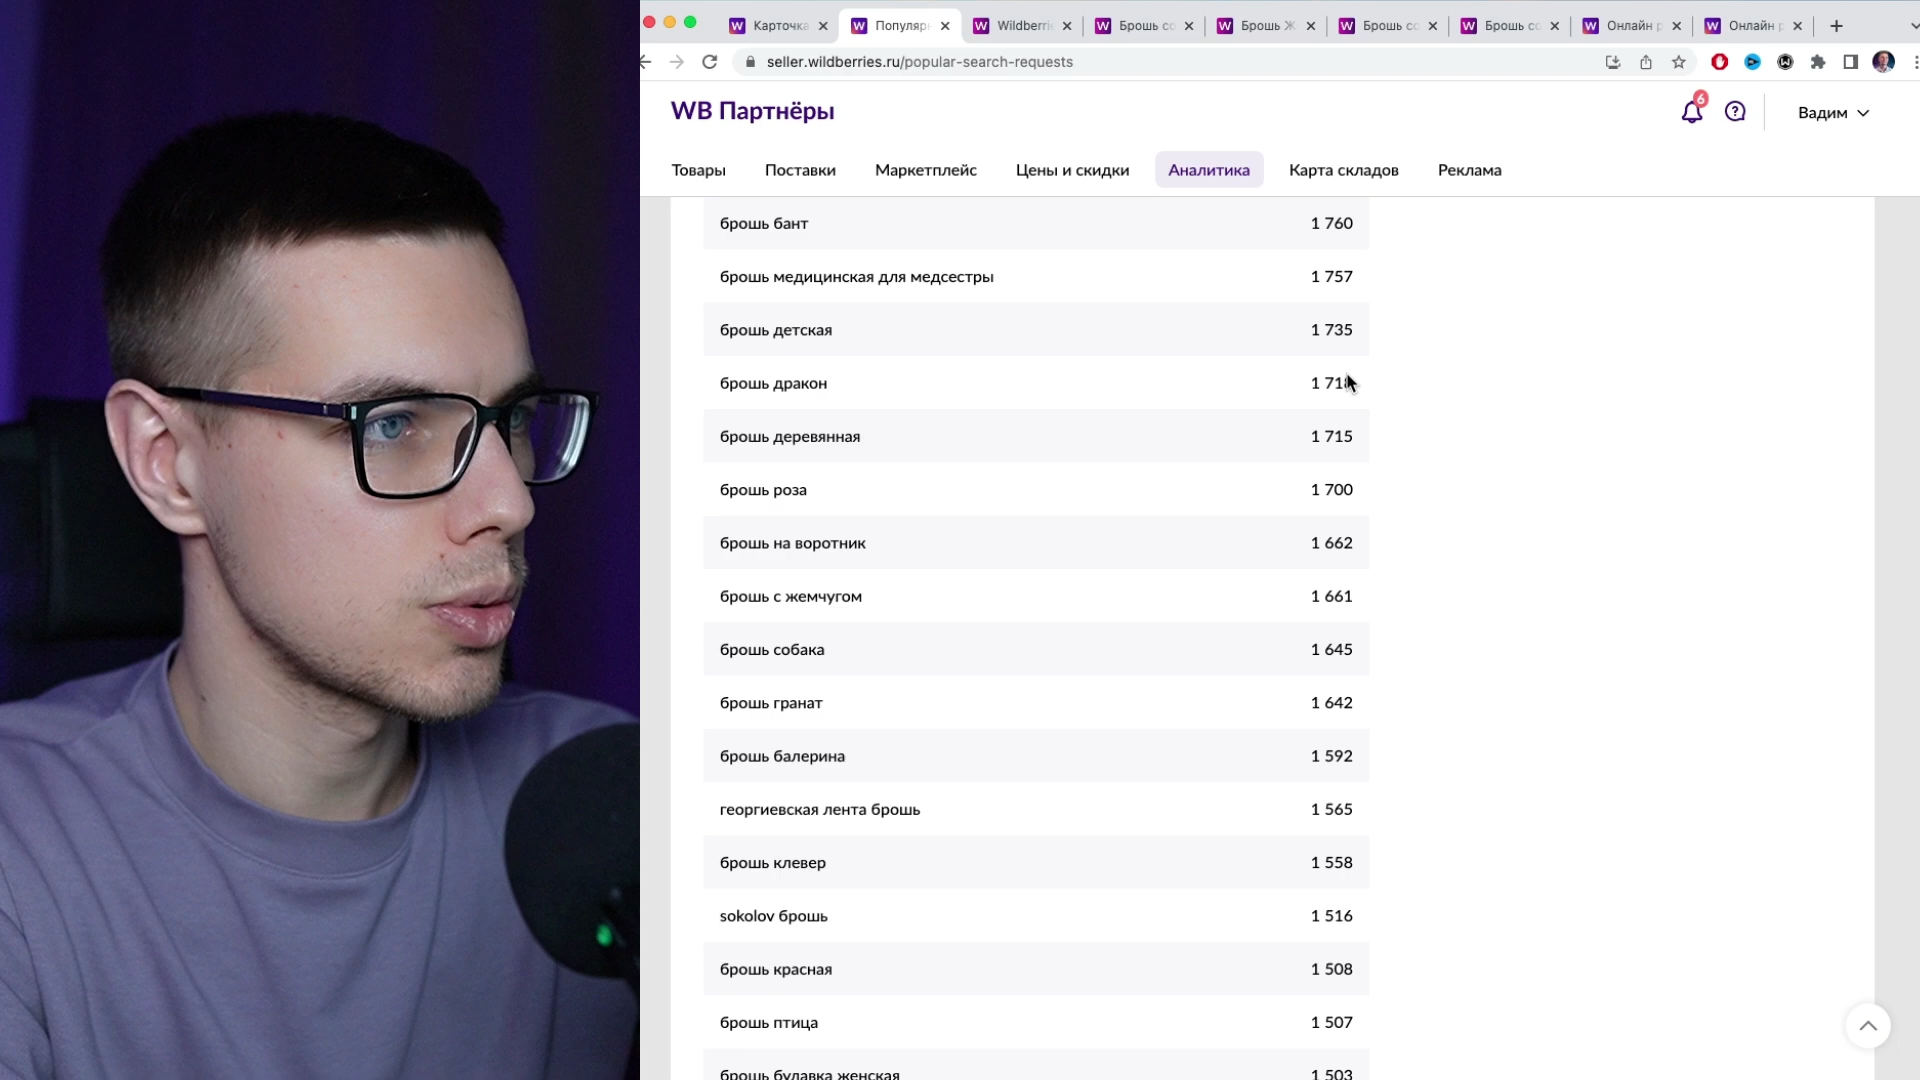 Карточка
Популяр
Wildberri
Брошь со
Брошь Ж
Брошь со
Брошь со
Онлайн р
Онлайн р
seller.wildberries.ru/popular-search-requests
WB Партнёры
6
Вадим
Товары
Поставки
Маркетплейс
Цены и скидки
Аналитика
Карта складов
Реклама
брошь бант 1 760
брошь медицинская для медсестры 1 757
брошь детская 1 735
брошь дракон
брошь деревянная 1 715
брошь роза 1 700
брошь на воротник 1 662
брошь с жемчугом 1 661
брошь собака 1 645
брошь гранат 1 642
брошь балерина 1 592
георгиевская лента брошь 1 565
брошь клевер 1 558
sokolov брошь 1 516
брошь красная 1 508
брошь птица 1 507
брошь булавка женская 1 503